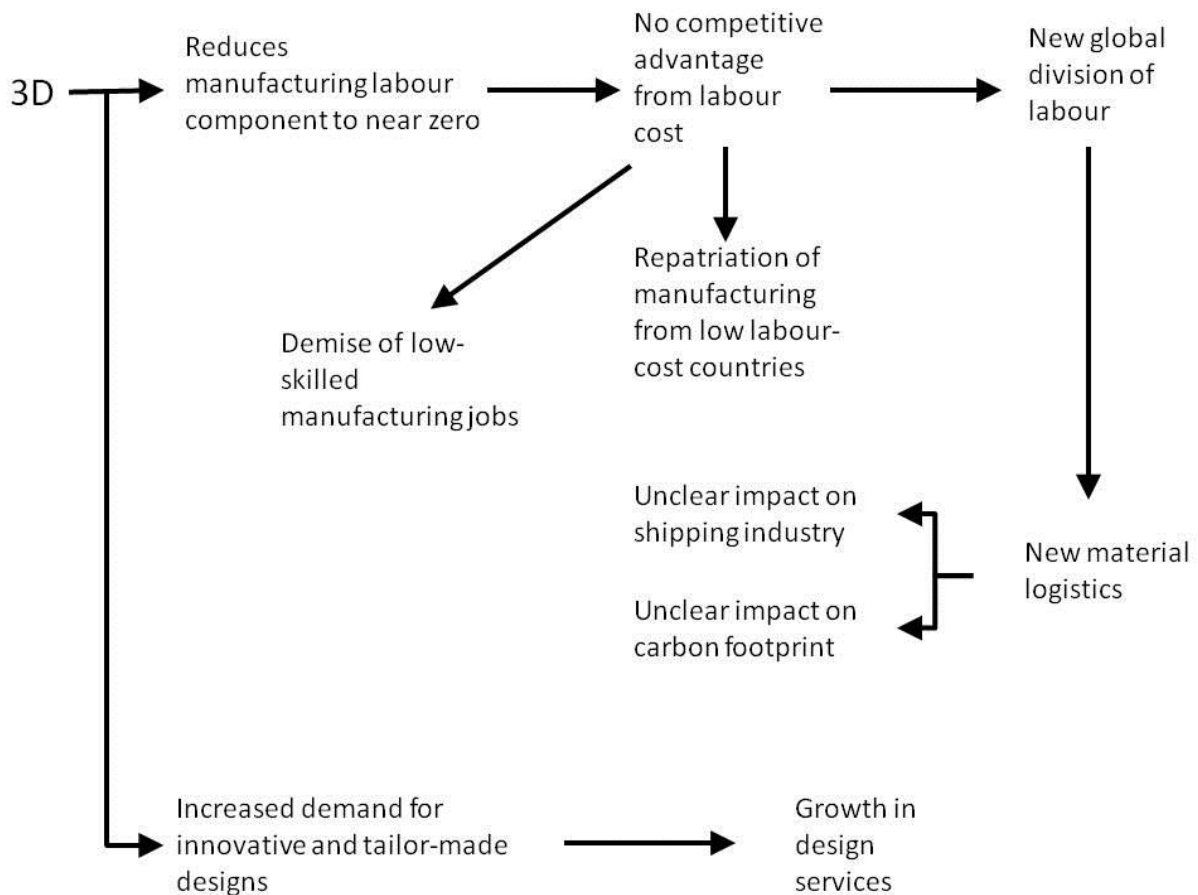 3D
Reduces
manufacturing labour
component to near zero
No competitive
advantage
from labour
cost
New global
division of
labour
Demise of low-
skilled
manufacturing jobs
Repatriation of
manufacturing
from low labour-
cost countries
Unclear impact on
shipping industry
Unclear impact on
carbon footprint
New material
logistics
Increased demand for
innovative and tailor-made
designs
Growth in
design
services